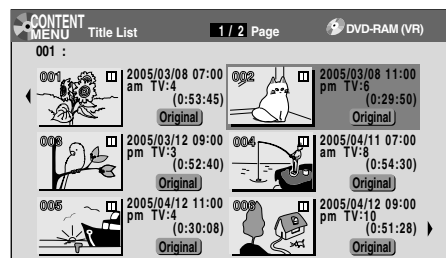 CONTENT MENU Title List 1 / 2 Page DVD-RAM (VR)
001 :
001 2005/03/08 07:00
am TV:4
(0:53:45)
Original
002 2005/03/08 11:00
pm TV:6
(0:29:50)
Original
003 2005/03/12 09:00
pm TV:3
(0:52:40)
Original
004 2005/04/11 07:00
am TV:8
(0:54:30)
Original
005 2005/04/12 11:00
pm TV:4
(0:30:08)
Original
006 2005/04/12 09:00
pm TV:10
(0:51:28)
Original